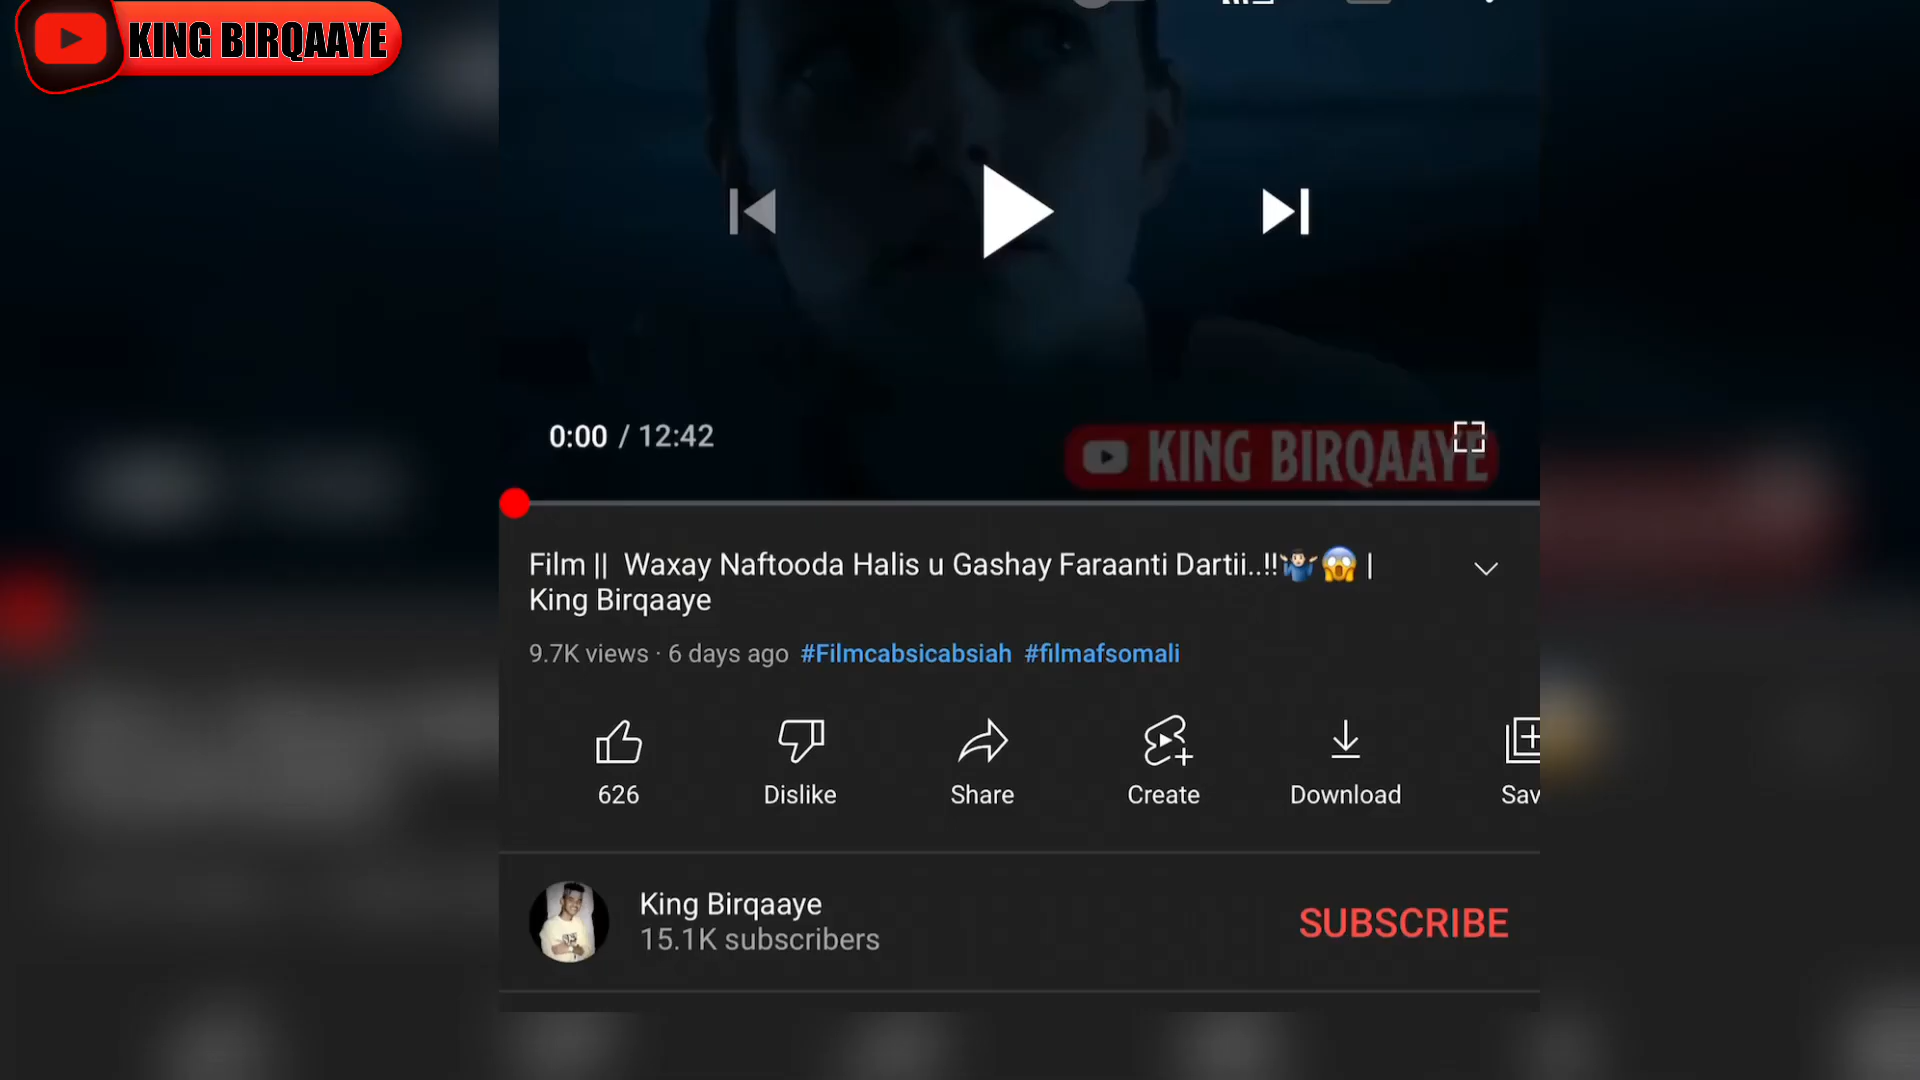 KING BIRQAAYE
0:00 / 12:42
KING BIRQAAYE
Film || Waxay Naftooda Halis u Gashay Faraanti Dartii..!!🤷🏻‍♂️😱 |
King Birqaaye
9.7K views · 6 days ago #Filmcabsicabsiah #filmafsomali
626 Dislike Share Create Download Sav
King Birqaaye
15.1K subscribers
SUBSCRIBE